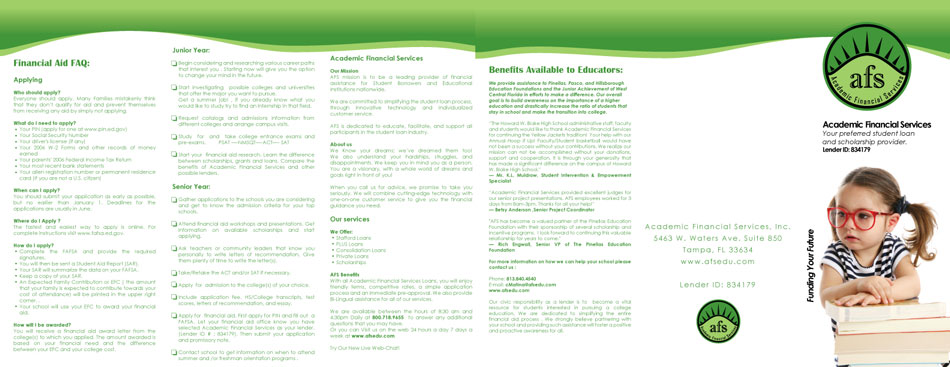 Financial Aid FAQ:
Applying
Who should apply?
Everyone should apply. Many Families mistakenly think
that they don't qualify for aid and prevent themselves
from receiving any aid by simply not applying.
What do I need to apply?
• Your PIN (apply for one at www.pin.ed.gov)
• Your Social Security Number
• Your driver's license (if any)
• Your 2006 W-2 Forms and other records of money
earned
• Your parents' 2006 Federal Income Tax Return
• Your most recent bank statements
• Your alien registration number or permanent residence
card (if you are not a U.S. citizen)
When can I apply?
You should submit your application as early as possible,
but no earlier than January 1. Deadlines for the
applications are usually in June.
Where do I Apply ?
The fastest and easiest way to apply is online. For
complete instructions visit www.fafsa.ed.gov
How do I apply?
• Complete the FAFSA and provide the required
signatures.
• You will then be sent a Student Aid Report (SAR).
• Your SAR will summarize the data on your FAFSA.
• Keep a copy of your SAR.
• An Expected Family Contribution or EFC ( the amount
that your family is expected to contribute towards your
cost of attendance) will be printed in the upper right
corner.
• Your school will use your EFC to award your financial
aid.
How will I be awarded?
You will receive a financial aid award letter from the
college(s) to which you applied. The amount awarded is
based on your financial need and the difference
between your EFC and your college cost.
Junior Year:
Begin considering and researching various career paths
that interest you . Starting now will give you the option
to change your mind in the future.
Start investigating possible colleges and universities
that offer the major you want to pursue.
Get a summer job! , if you already know what you
would like to study try to find an internship in that field.
Request catalogs and admissions information from
different colleges and arrange campus visits.
Study for and take college entrance exams and
pre-exams. PSAT—NMSQT—ACT— SAT
Start your financial aid research. Learn the difference
between scholarships, grants and loans. Compare the
benefits of Academic Financial Services and other
possible lenders.
Senior Year:
Gather applications to the schools you are considering
and get to know the admission criteria for your top
schools.
Attend financial aid workshops and presentations. Get
information on available scholarships and start
applying.
Ask teachers or community leaders that know you
personally to write letters of recommendation. Give
them plenty of time to write the letter(s).
Take/Retake the ACT and/or SAT if necessary.
Apply for admission to the college(s) of your choice.
Include application fee, HS/College transcripts, test
scores, letters of recommendation, and essay.
Apply for financial aid. First apply for PIN and fill out a
FAFSA. Let your financial aid office know you have
selected Academic Financial Services as your lender.
(Lender ID # : 834179). Then submit your application
and promissory note.
Contact school to get information on when to attend
summer and /or freshman orientation programs .
Academic Financial Services
Our Mission
AFS mission is to be a leading provider of financial
assistance for Student Borrowers and Educational
Institutions nationwide.
We are committed to simplifying the student loan process,
through innovative technology and individualized
customer service.
AFS is dedicated to educate, facilitate, and support all
participants in the student loan industry.
About us
We Know your dreams; we've dreamed them too!
We also understand your hardships, struggles, and
disappointments. We keep you in mind you as a person.
You are a visionary, with a whole world of dreams and
goals right in front of you!
When you call for us advice, we promise to take you
seriously. We will combine cutting-edge technology with
one-on-one customer service to give you the financial
guidance you need.
Our services
We Offer:
• Stafford Loans
• PLUS Loans
• Consolidation Loans
• Private Loans
• Scholarships
AFS Benefits
With all Academic Financial Services Loans, you will enjoy
friendly terms, competitive rates, a simple application
process and an immediate pre-approval. We also provide
Bi-Lingual assistance for all of our services.
We are available between the hours of 8:30 am and
4:30pm Daily at 800.718.9655 to answer any additional
questions that you may have.
Or you can Visit us on the web 24 hours a day 7 days a
week at www.afsedu.com
Try Our New Live Web-Chat!
Benefits Available to Educators:
We provide assistance to Pinellas, Pasco, and Hillsborough
Education Foundations and the Junior Achievement of West
Central Florida in efforts to make a difference. Our overall
goal is to build awareness on the importance of a higher
education and drastically increase the ratio of students that
stay in school and make the transition into college.
"The Howard W. Blake High School administrative staff, faculty
and students would like to thank Academic Financial Services
for continuing the Yellow Jackets tradition! Your help with our
Annual Hoop It Up! Faculty/Student Basketball would have
not been a success without your contributions. We realize our
mission can not be accomplished without your continued
support and cooperation. It is through your generosity that
has made a significant difference on the campus of Howard
W. Blake High School."
— Ms. K.L. Muldrow, Student Intervention & Empowerment
Specialist
"Academic Financial Services provided excellent judges for
our senior project presentations. AFS employees worked for 3
days from 8am-3pm. Thanks for all your help!"
— Betsy Anderson ,Senior Project Coordinator
"AFS has become a valued partner of the Pinellas Education
Foundation with their sponsorship of several scholarship and
incentive programs. I look forward to continuing this valuable
relationship for years to come."
— Rich Engwall, Senior VP of The Pinellas Education
Foundation
For more information on how we can help your school please
contact us :
Phone: 813.840.4040
www.afsedu.com
Our civic responsibility as a lender is to become a vital
resource for students interested in pursuing a college
education. We are dedicated to simplifying the entire
financial aid process . We strongly believe partnering with
your school and providing such assistance will foster a positive
and proactive awareness for all.
Academic Financial Services, Inc.
5463 W. Waters Ave, Suite 850
Tampa, FL 33634
www.afsedu.com
Lender ID: 834179
afs
Academic Financial Services
afs
Academic Financial Services
Academic Financial Services
Your preferred student loan
and scholarship provider.
Lender ID: 834179
Funding Your Future